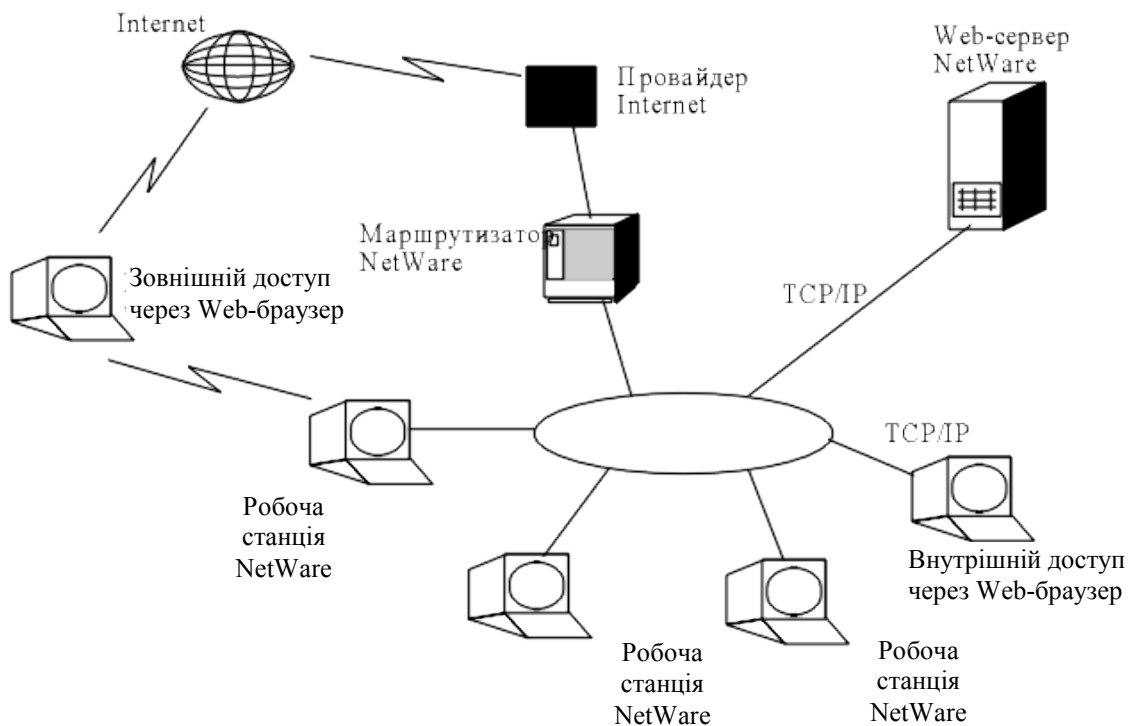 Internet
Web-сервер
NetWare
Провайдер
Internet
Маршрутизатор
NetWare
Зовнішній доступ
через Web-браузер
TCP/IP
TCP/IP
Робоча
станція
NetWare
Внутрішній доступ
через Web-браузер
Робоча
станція
NetWare
Робоча
станція
NetWare